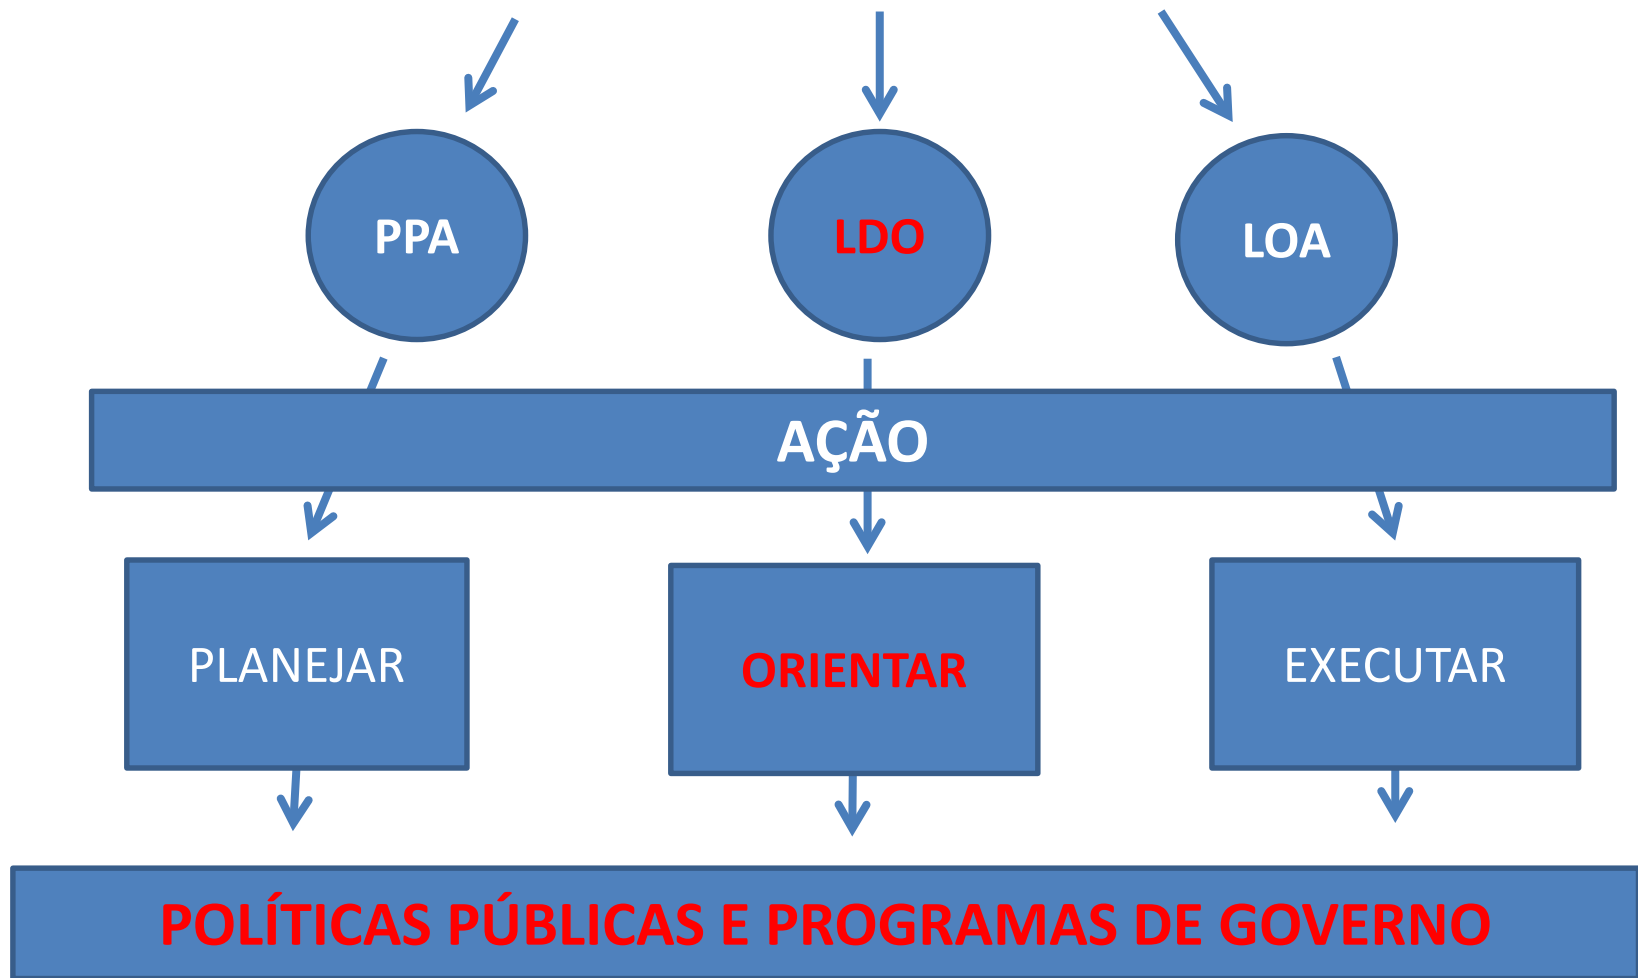 PPA
LDO
LOA
AÇÃO
PLANEJAR
ORIENTAR
EXECUTAR
POLÍTICAS PÚBLICAS E PROGRAMAS DE GOVERNO